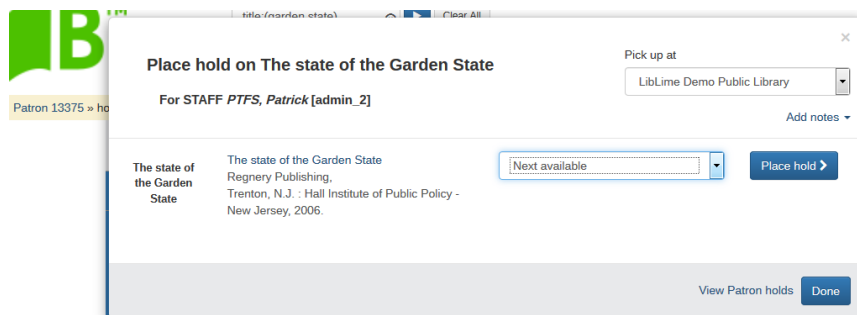 B™
title:(garden state)
Clear All
Patron 13375 » ho
×
Place hold on The state of the Garden State
For STAFF PTFS, Patrick [admin_2]
Pick up at
LibLime Demo Public Library
Add notes
The state of
the Garden
State
The state of the Garden State
Regnery Publishing,
Trenton, N.J. : Hall Institute of Public Policy -
New Jersey, 2006.
Next available
Place hold
View Patron holds
Done